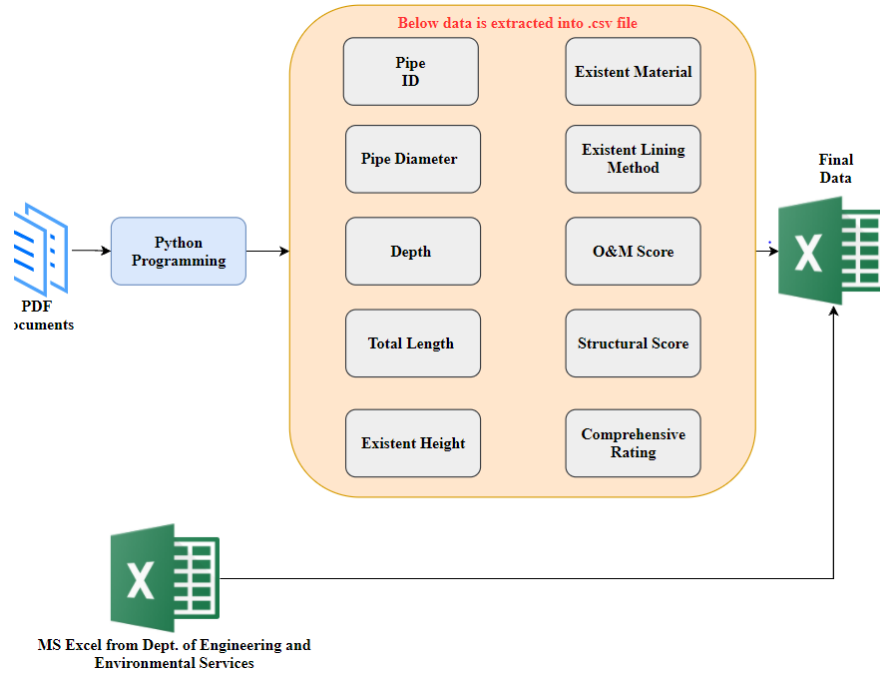 Below data is extracted into .csv file
Pipe
ID
Existent Material
Pipe Diameter
Existent Lining
Method
Final
Data
Python
Programming
Depth
O&M Score
X
PDF
ocuments
Total Length
Structural Score
Existent Height
Comprehensive
Rating
X
MS Excel from Dept. of Engineering and
Environmental Services